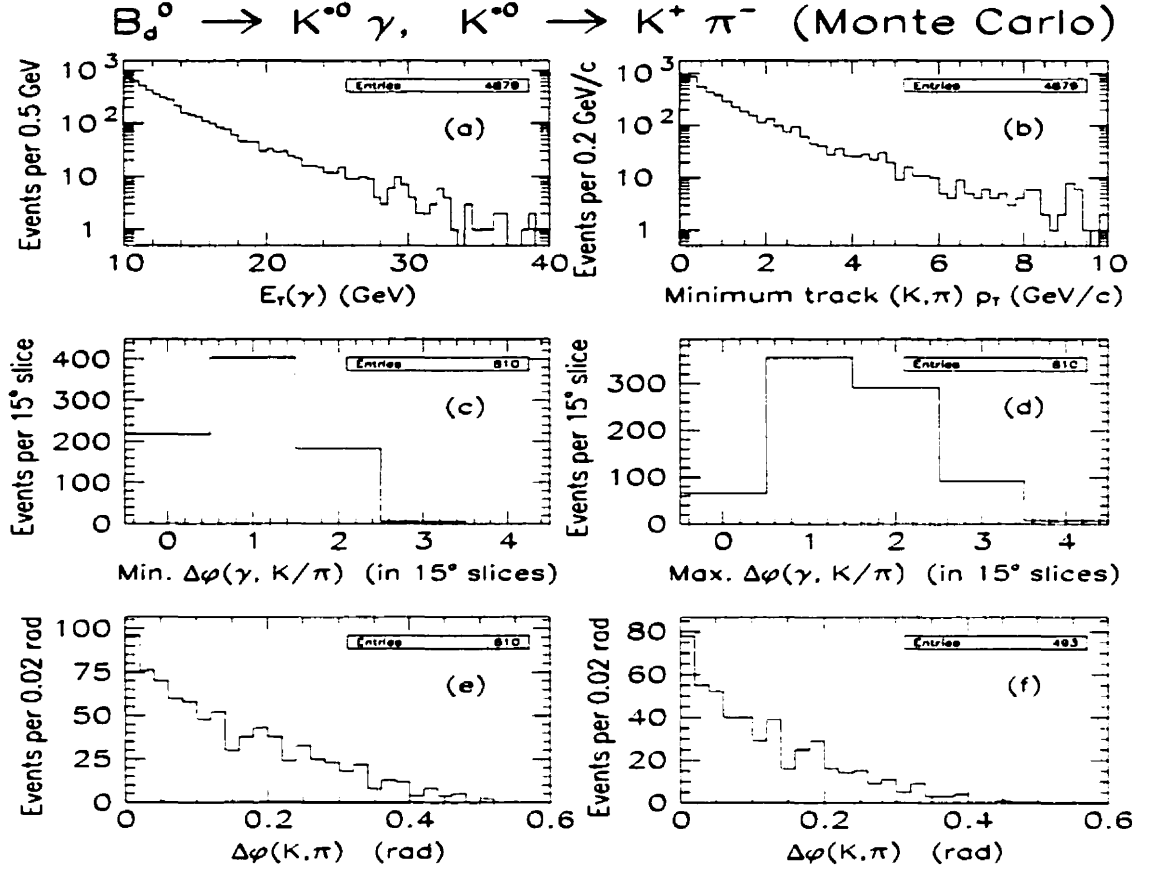 B_d^0 → K^{*0} γ, K^{*0} → K^+ π^- (Monte Carlo)
Events per 0.5 GeV
10^3
10^2
10
1
Entries 4879
(a)
10 20 30 40
E_T(γ) (GeV)
Events per 0.2 GeV/c
10^3
10^2
10
1
Entries 4879
(b)
0 2 4 6 8 10
Minimum track (K,π) p_T (GeV/c)
Events per 15° slice
400
300
200
100
0
Entries 810
(c)
0 1 2 3 4
Min. Δφ(γ, K/π) (in 15° slices)
Events per 15° slice
300
200
100
0
Entries 810
(d)
0 1 2 3 4
Max. Δφ(γ, K/π) (in 15° slices)
Events per 0.02 rad
100
75
50
25
0
Entries 810
(e)
0 0.2 0.4 0.6
Δφ(K,π) (rad)
Events per 0.02 rad
80
60
40
20
0
Entries 493
(f)
0 0.2 0.4 0.6
Δφ(K,π) (rad)